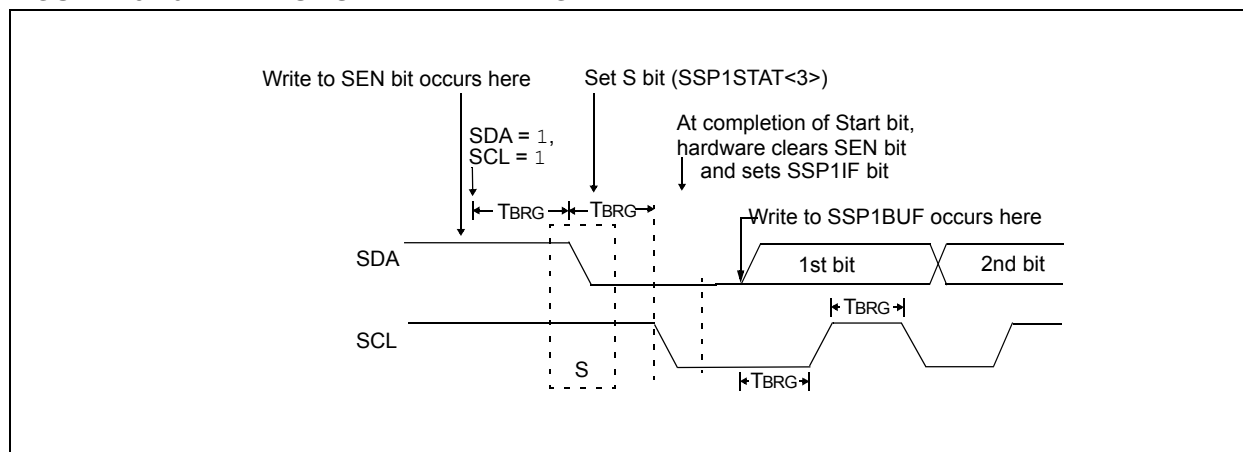 Write to SEN bit occurs here
Set S bit (SSP1STAT<3>)
SDA = 1,
SCL = 1
At completion of Start bit,
hardware clears SEN bit
and sets SSP1IF bit
TBRG
TBRG
Write to SSP1BUF occurs here
SDA
1st bit
2nd bit
TBRG
SCL
S
TBRG